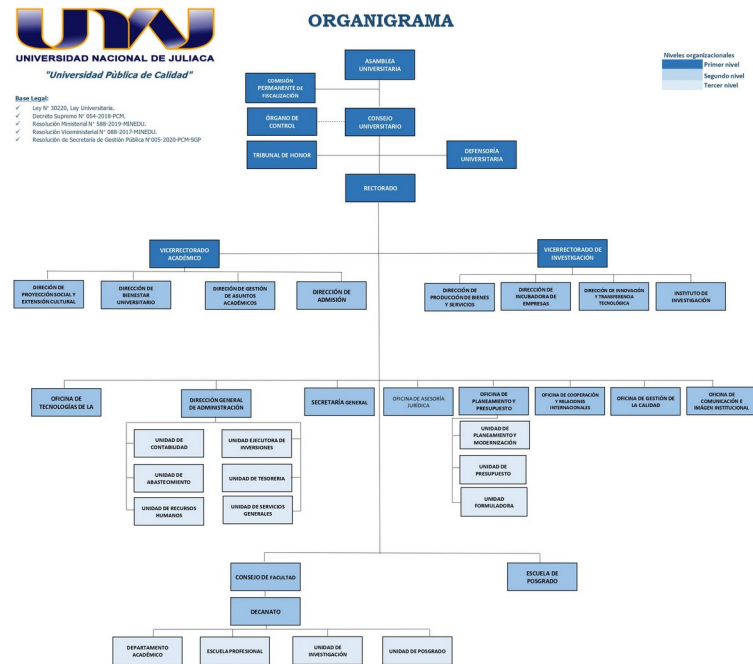 UNAJ
UNIVERSIDAD NACIONAL DE JULIACA
"Universidad Pública de Calidad"
ORGANIGRAMA
Niveles organizacionales
Primer nivel
Segundo nivel
Tercer nivel
Base Legal:
✓ Ley N° 30220, Ley Universitaria.
✓ Decreto Supremo N° 054-2018-PCM.
✓ Resolución Ministerial N° 588-2019-MINEDU.
✓ Resolución Viceministerial N° 088-2017-MINEDU.
✓ Resolución de Secretaría de Gestión Pública N°005-2020-PCM-SGP
ASAMBLEA
UNIVERSITARIA
COMISIÓN
PERMANENTE DE
FISCALIZACIÓN
ÓRGANO DE
CONTROL
CONSEJO
UNIVERSITARIO
TRIBUNAL DE HONOR
DEFENSORÍA
UNIVERSITARIA
RECTORADO
VICERRECTORADO
ACADÉMICO
VICERRECTORADO DE
INVESTIGACIÓN
DIRECIÓN DE
PROYECCIÓN SOCIAL Y
EXTENSIÓN CULTURAL
DIRECCIÓN DE
BIENESTAR
UNIVERSITARIO
DIRECIÓN DE GESTIÓN
DE ASUNTOS
ACADÉMICOS
DIRECCIÓN DE
ADMISIÓN
DIRECCIÓN DE
PRODUCCIÓN DE BIENES
Y SERVICIOS
DIRECCIÓN DE
INCUBADORA DE
EMPRESAS
DIRECCIÓN DE INNOVACIÓN
Y TRANSFERENCIA
TECNOLÓGICA
INSTITUTO DE
INVESTIGACIÓN
OFICINA DE
TECNOLOGÍAS DE LA
DIRECCIÓN GENERAL
DE ADMINISTRACIÓN
SECRETARÍA GENERAL
OFICINA DE ASESORÍA
JURÍDICA
OFICINA DE
PLANEAMIENTO Y
PRESUPUESTO
OFICINA DE COOPERACIÓN
Y RELACIONES
INTERNACIONALES
OFICINA DE GESTIÓN DE
LA CALIDAD
OFICINA DE
COMUNICACIÓN E
IMÁGEN INSTITUCIONAL
UNIDAD DE
CONTABILIDAD
UNIDAD EJECUTORA DE
INVERSIONES
UNIDAD DE
PLANEAMIENTO Y
MODERNIZACIÓN
UNIDAD DE
ABASTECIMIENTO
UNIDAD DE TESORERIA
UNIDAD DE
PRESUPUESTO
UNIDAD DE RECURSOS
HUMANOS
UNIDAD DE SERVICIOS
GENERALES
UNIDAD
FORMULADORA
CONSEJO DE FACULTAD
ESCUELA DE
POSGRADO
DECANATO
DEPARTAMENTO
ACADÉMICO
ESCUELA PROFESIONAL
UNIDAD DE
INVESTIGACIÓN
UNIDAD DE POSGRADO